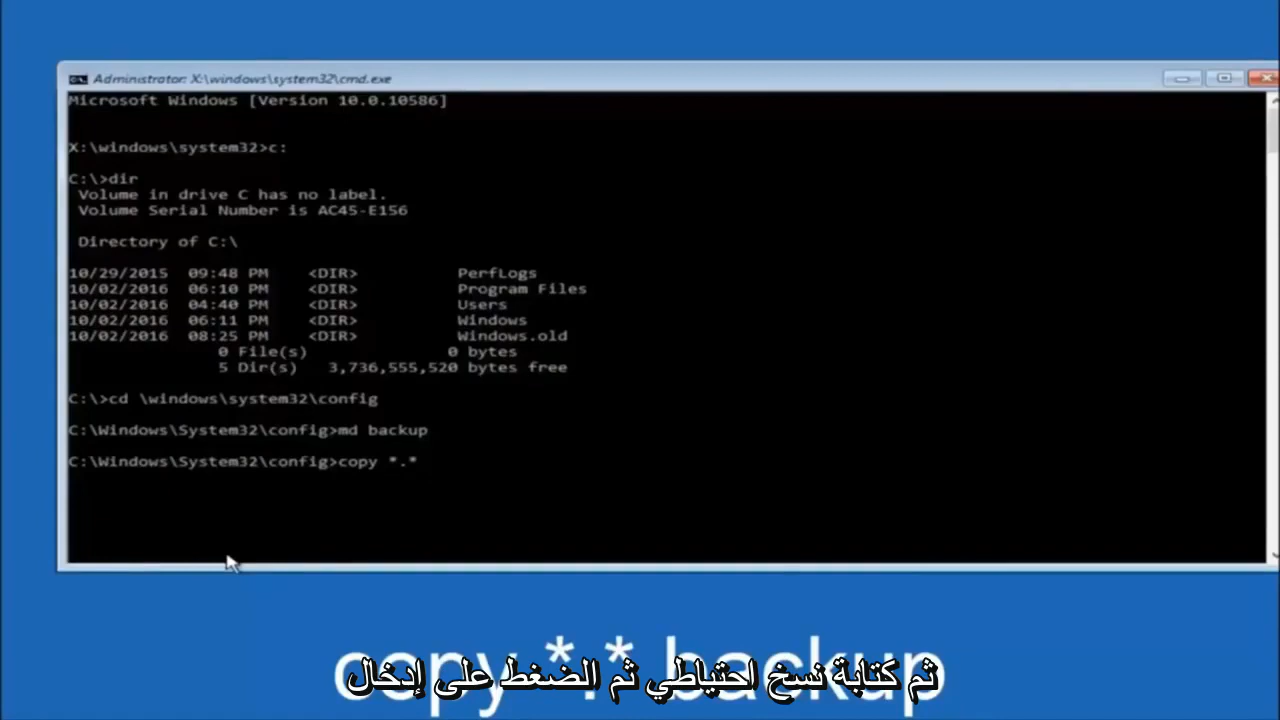 Administrator: X:\windows\system32\cmd.exe
Microsoft Windows [Version 10.0.10586]
X:\windows\system32>c:
C:\>dir
Volume in drive C has no label.
Volume Serial Number is AC45-E156
Directory of C:\
10/29/2015 09:48 PM <DIR> PerfLogs
10/02/2016 06:10 PM <DIR> Program Files
10/02/2016 04:40 PM <DIR> Users
10/02/2016 06:11 PM <DIR> Windows
10/02/2016 08:25 PM <DIR> Windows.old
0 File(s) 0 bytes
5 Dir(s) 3,736,555,520 bytes free
C:\>cd \windows\system32\config
C:\Windows\System32\config>md backup
C:\Windows\System32\config>copy *.*
copy *.* backup
ثم كتابة نسخ احتياطي ثم الضغط على إدخال